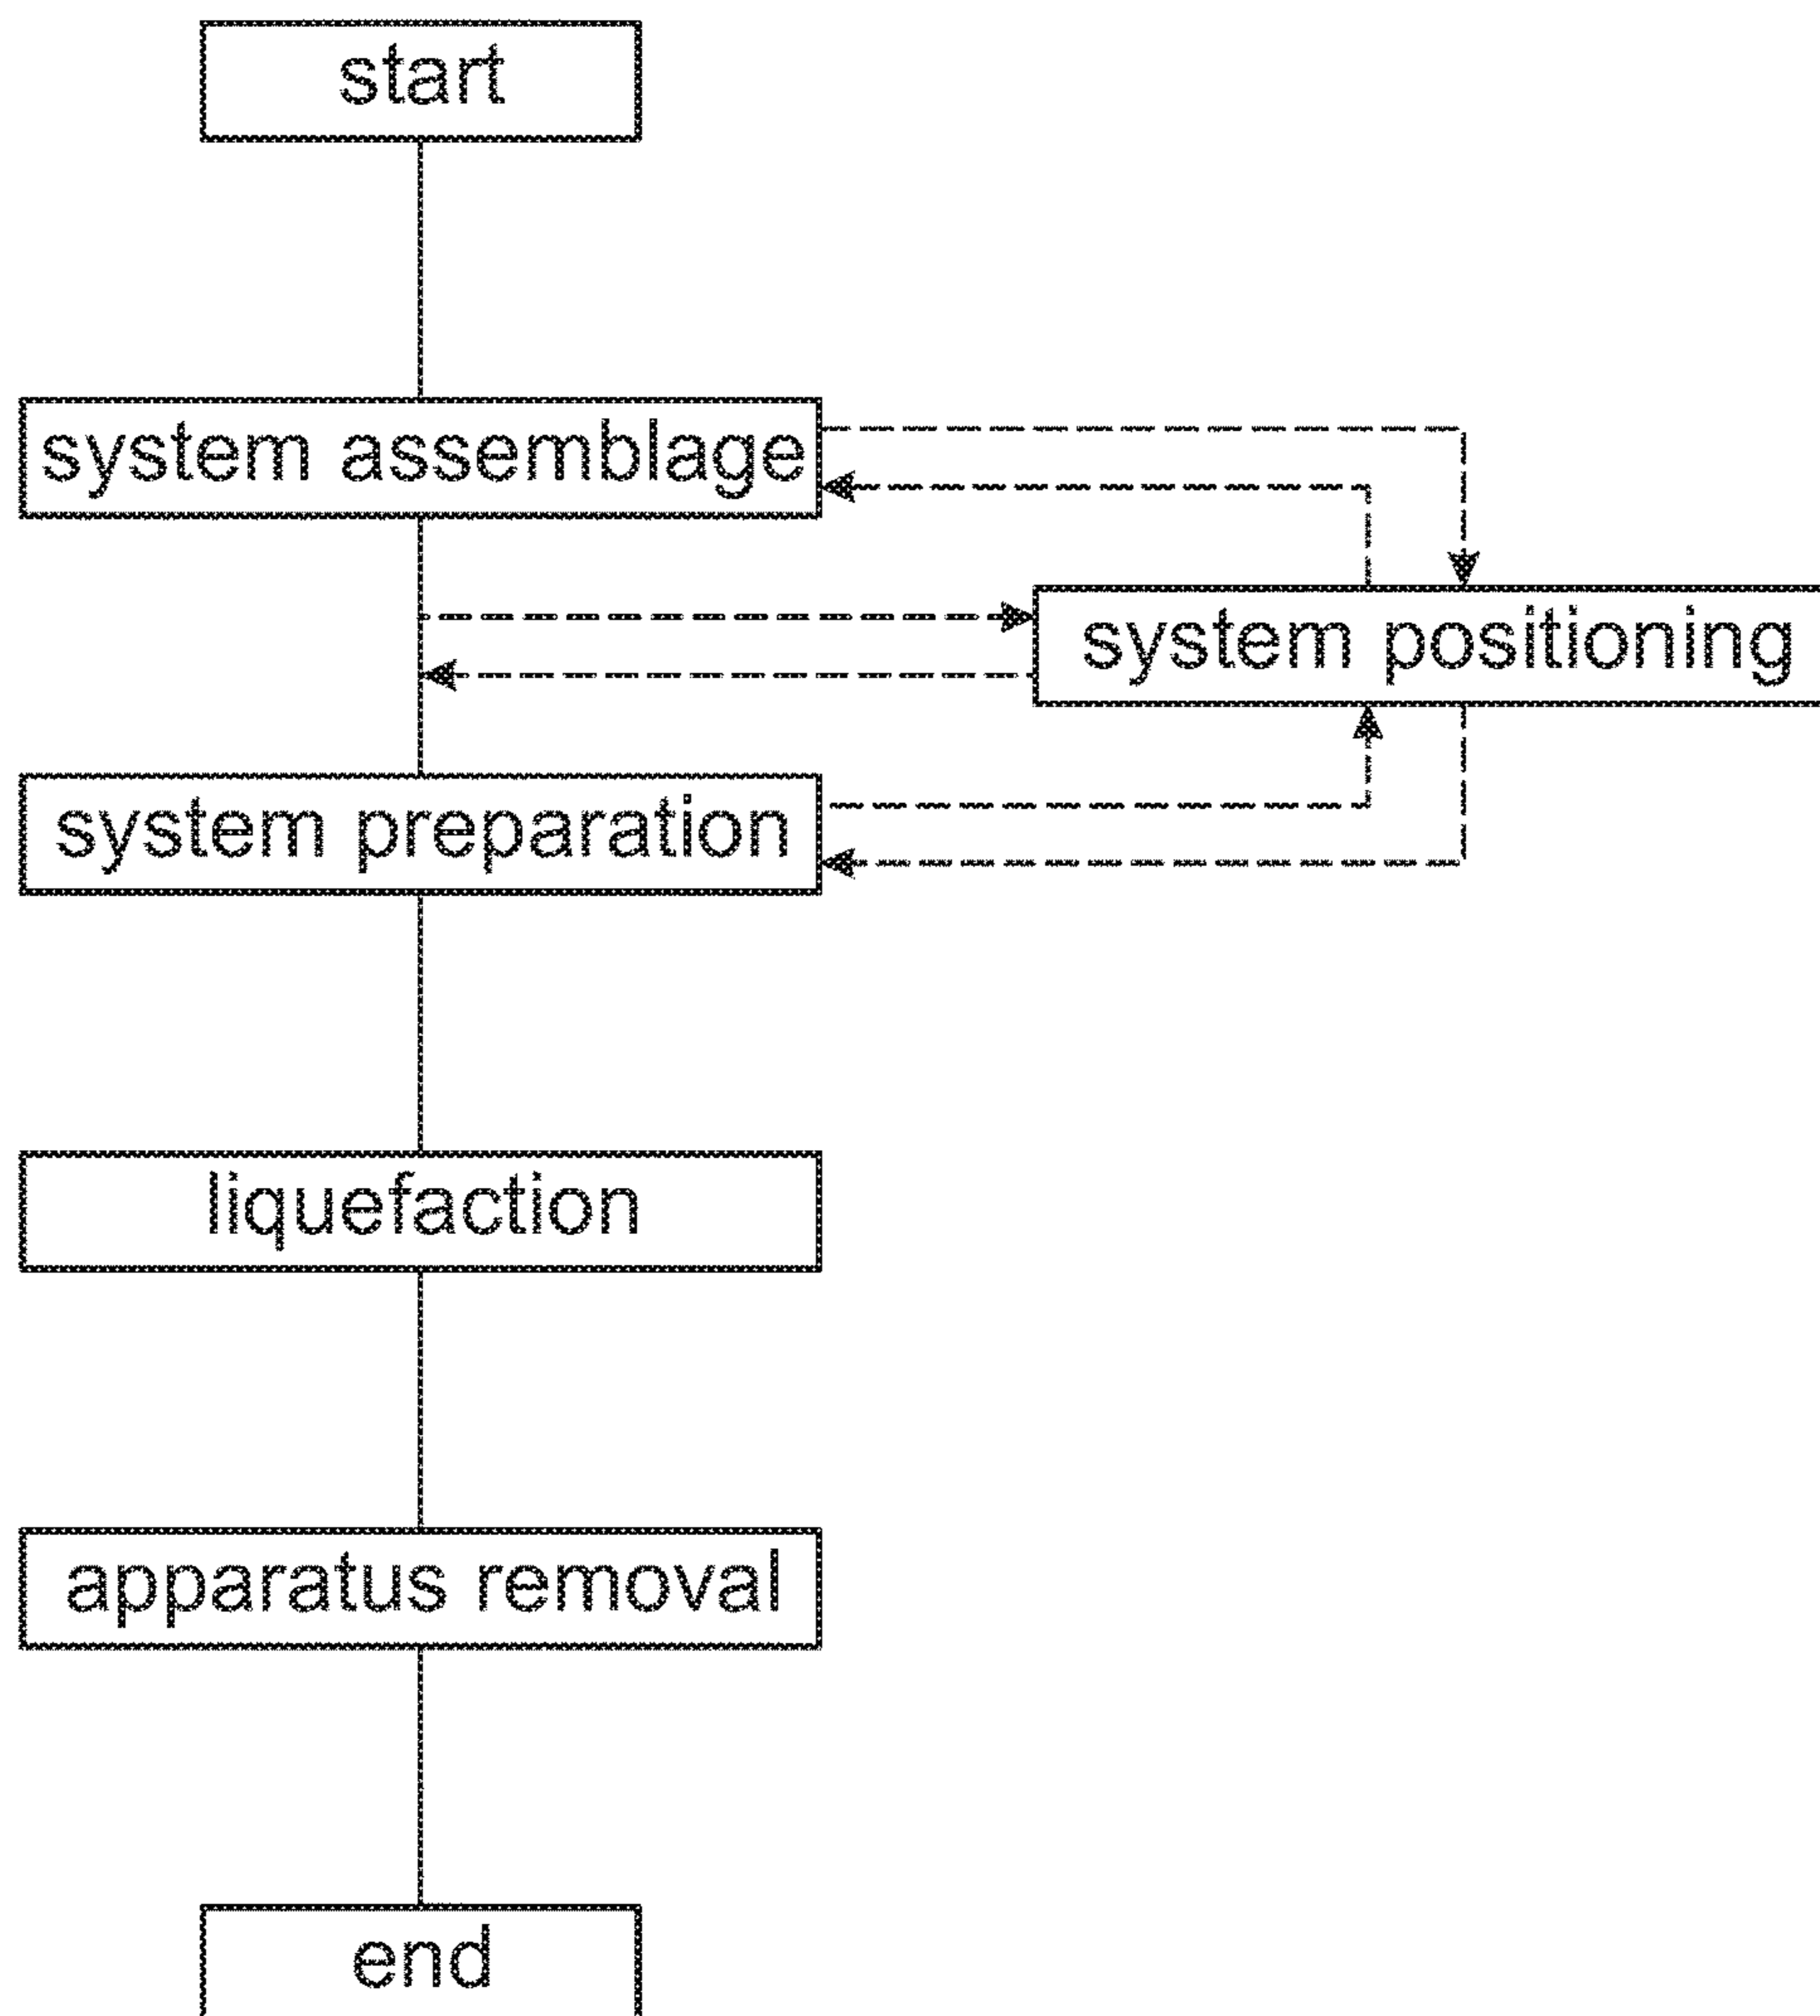 start
system assemblage
system positioning
system preparation
liquefaction
apparatus removal
end